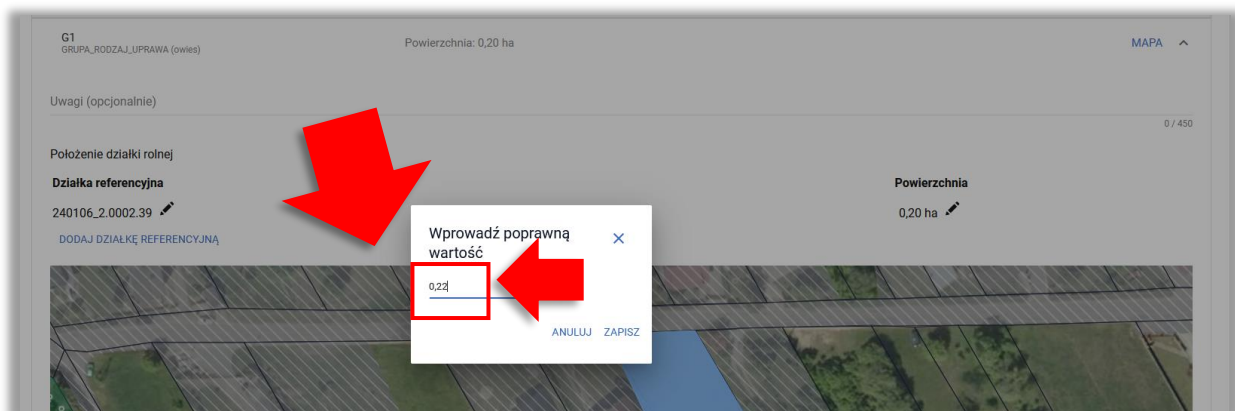 G1
GRUPA_RODZAJ_UPRAWA (owies)
Powierzchnia: 0,20 ha
MAPA
Uwagi (opcjonalnie)
0 / 450
Położenie działki rolnej
Działka referencyjna
Powierzchnia
240106_2.0002.39
0,20 ha
DODAJ DZIAŁKĘ REFERENCYJNĄ
Wprowadź poprawną
wartość
0,22
ANULUJ ZAPISZ